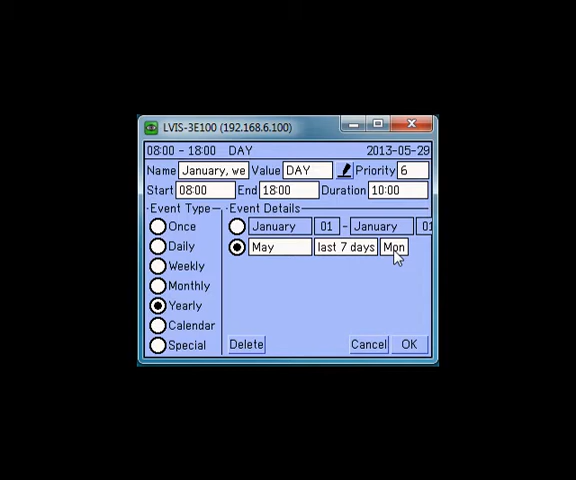 LVIS-3E100 (192.168.6.100)
08:00 - 18:00 DAY 2013-05-29
Name January, we Value DAY Priority 6
Start 08:00 End 18:00 Duration 10:00
Event Type Event Details
Once January 01 - January 01
Daily May last 7 days Mon
Weekly
Monthly
Yearly
Calendar
Special Delete Cancel OK